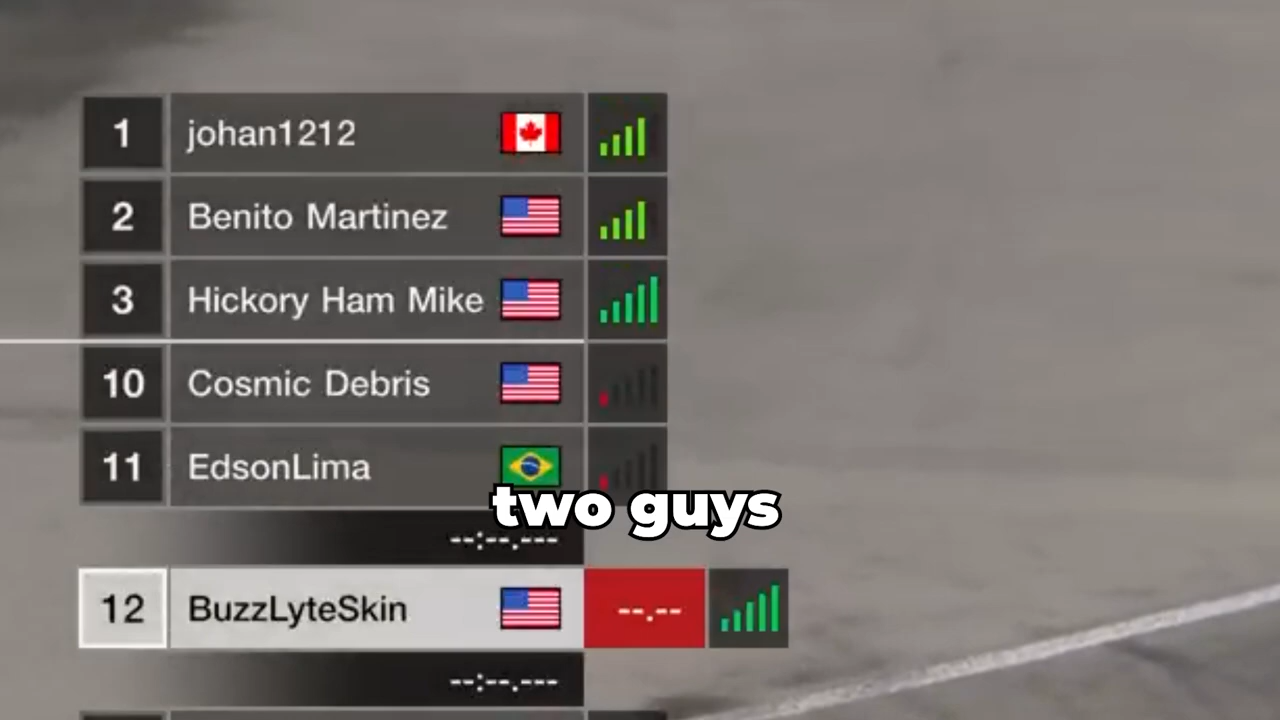 1 johan1212
2 Benito Martinez
3 Hickory Ham Mike
10 Cosmic Debris
11 EdsonLima
two guys
--:--.---
12 BuzzLyteSkin --.--
--:--.---